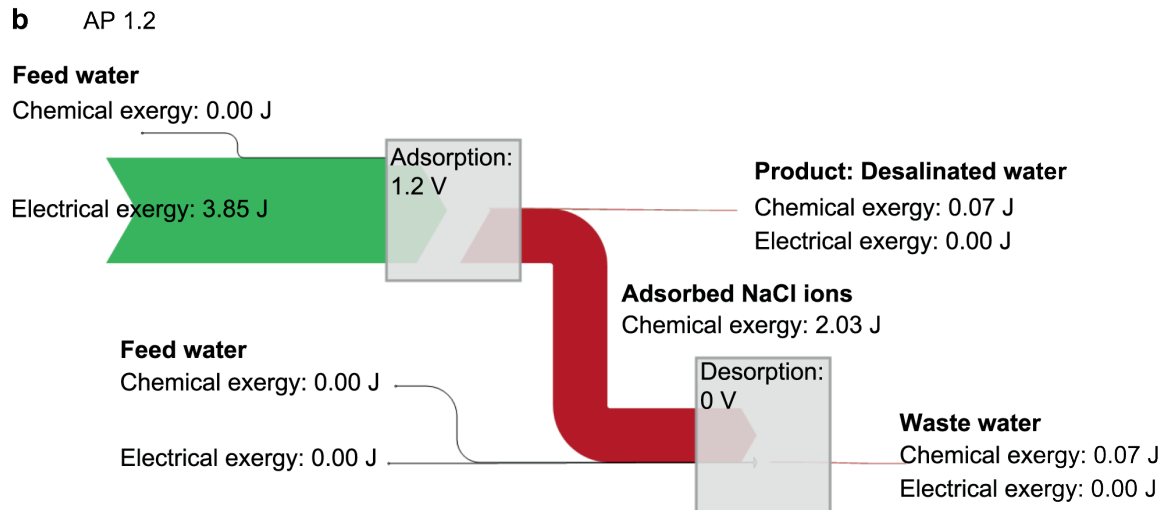 b AP 1.2
Feed water
Chemical exergy: 0.00 J
Electrical exergy: 3.85 J
Adsorption:
1.2 V
Product: Desalinated water
Chemical exergy: 0.07 J
Electrical exergy: 0.00 J
Adsorbed NaCl ions
Chemical exergy: 2.03 J
Feed water
Chemical exergy: 0.00 J
Electrical exergy: 0.00 J
Desorption:
0 V
Waste water
Chemical exergy: 0.07 J
Electrical exergy: 0.00 J